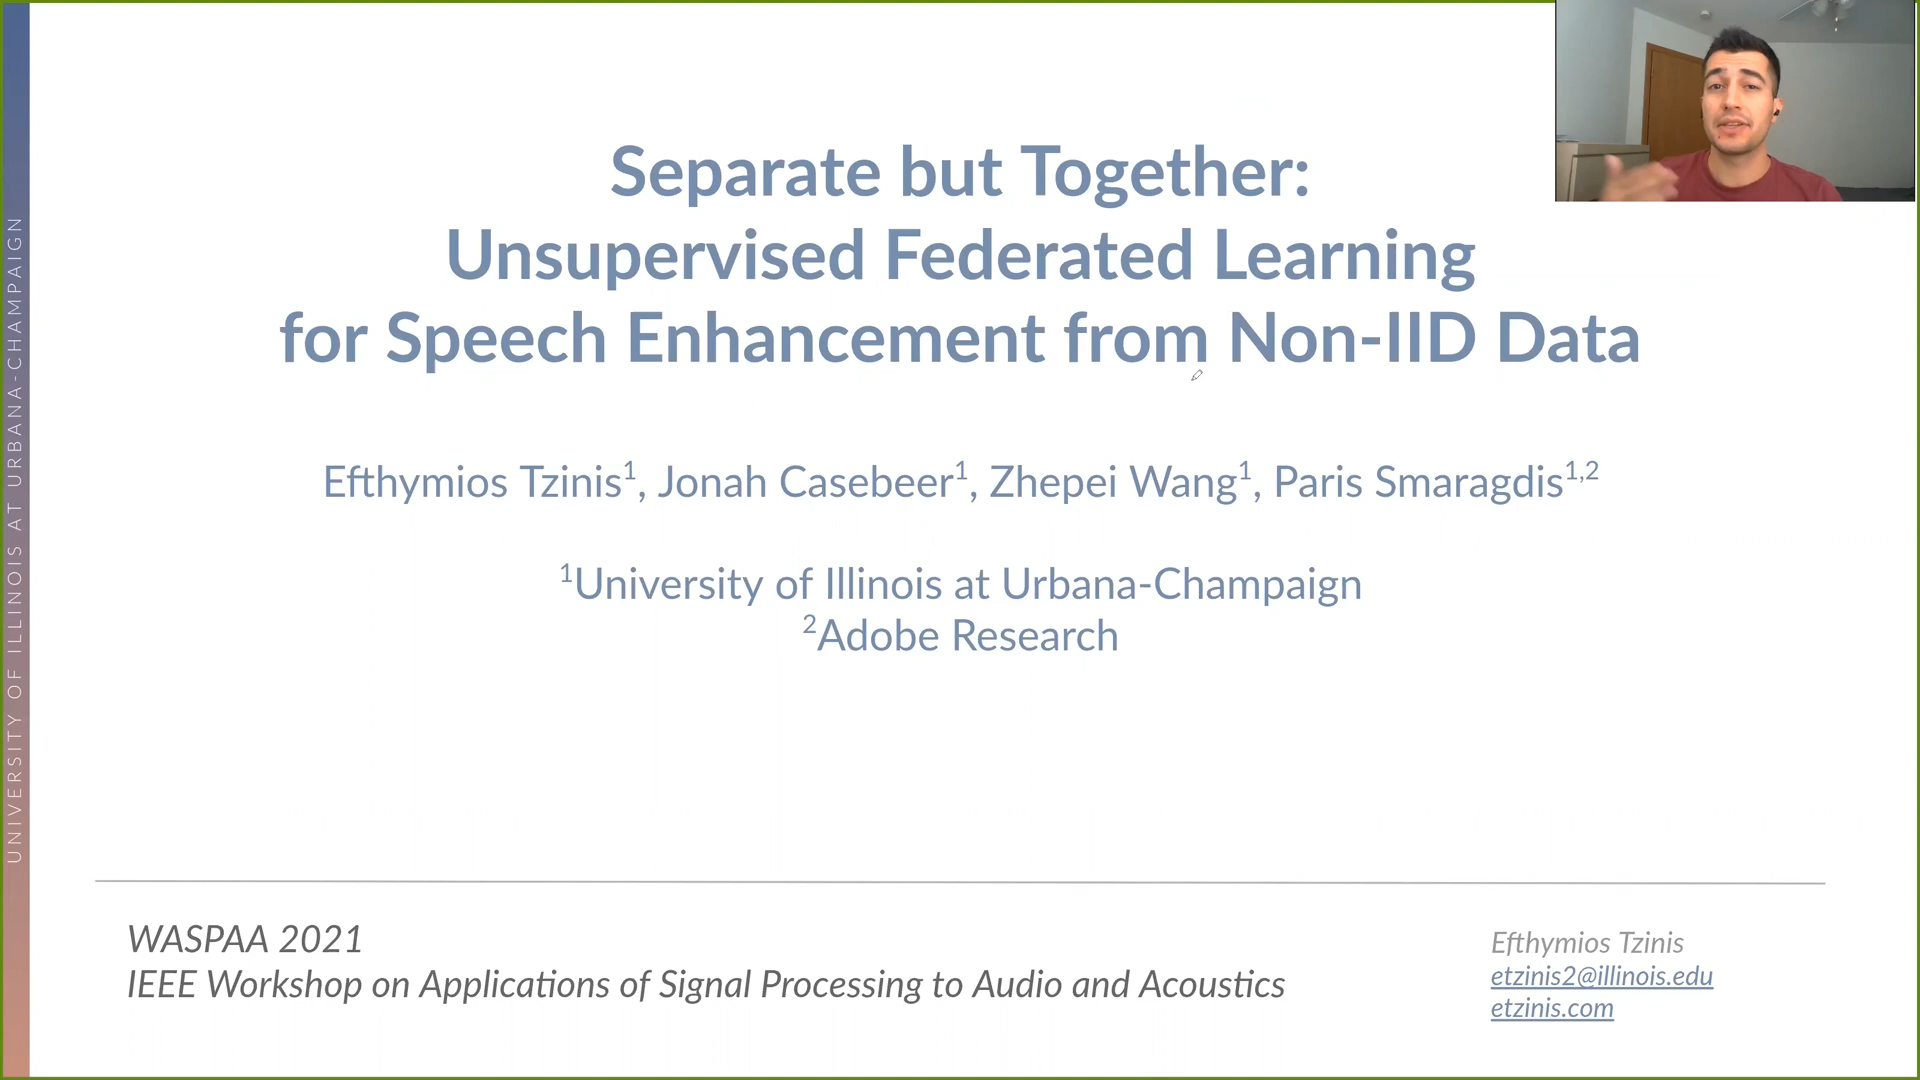 UNIVERSITY OF ILLINOIS AT URBANA-CHAMPAIGN
Separate but Together:
Unsupervised Federated Learning
for Speech Enhancement from Non-IID Data
Efthymios Tzinis¹, Jonah Casebeer¹, Zhepei Wang¹, Paris Smaragdis¹,²
¹University of Illinois at Urbana-Champaign
²Adobe Research
WASPAA 2021
IEEE Workshop on Applications of Signal Processing to Audio and Acoustics
Efthymios Tzinis
etzinis2@illinois.edu
etzinis.com